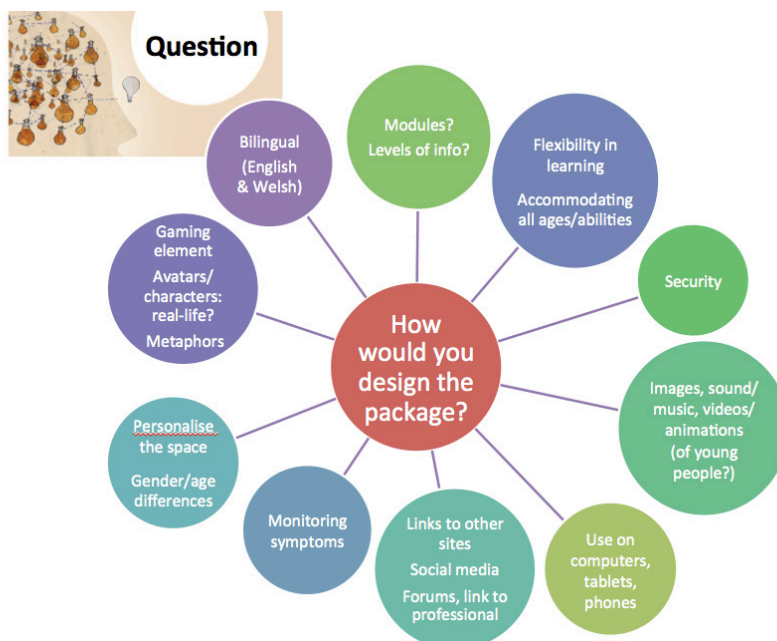 Question
How
would you
design the
package?
Modules?
Levels of info?
Flexibility in
learning
Accommodating
all ages/abilities
Security
Images, sound/
music, videos/
animations
(of young
people?)
Use on
computers,
tablets,
phones
Links to other
sites
Social media
Forums, link to
professional
Monitoring
symptoms
Personalise
the space
Gender/age
differences
Gaming
element
Avatars/
characters:
real-life?
Metaphors
Bilingual
(English
& Welsh)